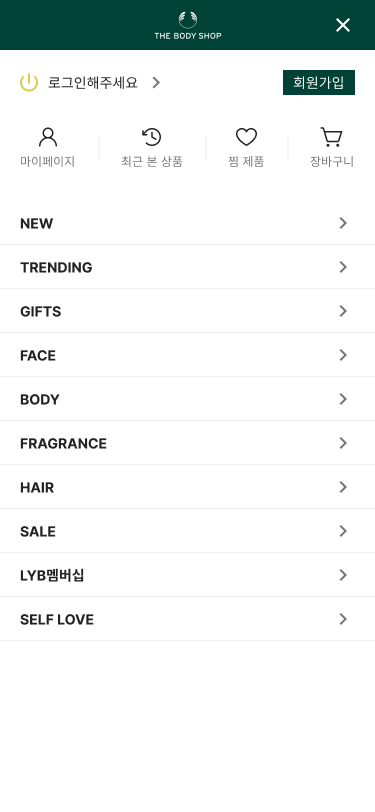 THE BODY SHOP
로그인해주세요
회원가입
마이페이지
최근 본 상품
찜 제품
장바구니
NEW
TRENDING
GIFTS
FACE
BODY
FRAGRANCE
HAIR
SALE
LYB멤버십
SELF LOVE